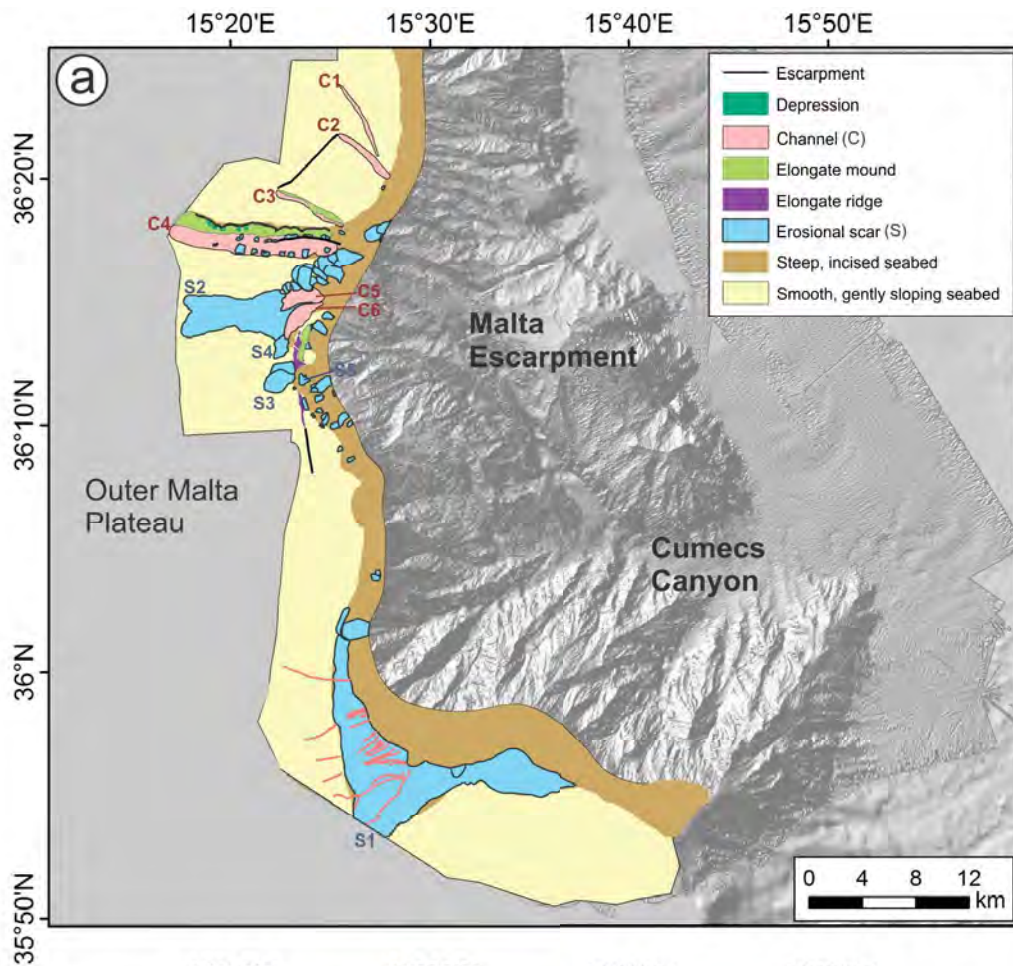 15°20'E 15°30'E 15°40'E 15°50'E
a
36°20'N
36°10'N
36°N
35°50'N
C1
C2
C3
C4
S2
C5
C6
S4
S5
S3
S1
Malta
Escarpment
Outer Malta
Plateau
Cumecs
Canyon
Escarpment
Depression
Channel (C)
Elongate mound
Elongate ridge
Erosional scar (S)
Steep, incised seabed
Smooth, gently sloping seabed
0 4 8 12
km